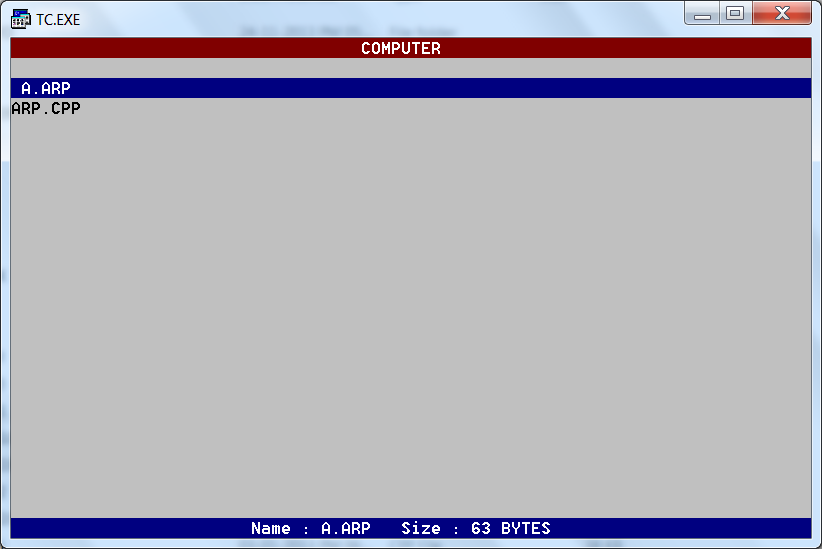 TC.EXE
COMPUTER
A.ARP
ARP.CPP
Name : A.ARP Size : 63 BYTES